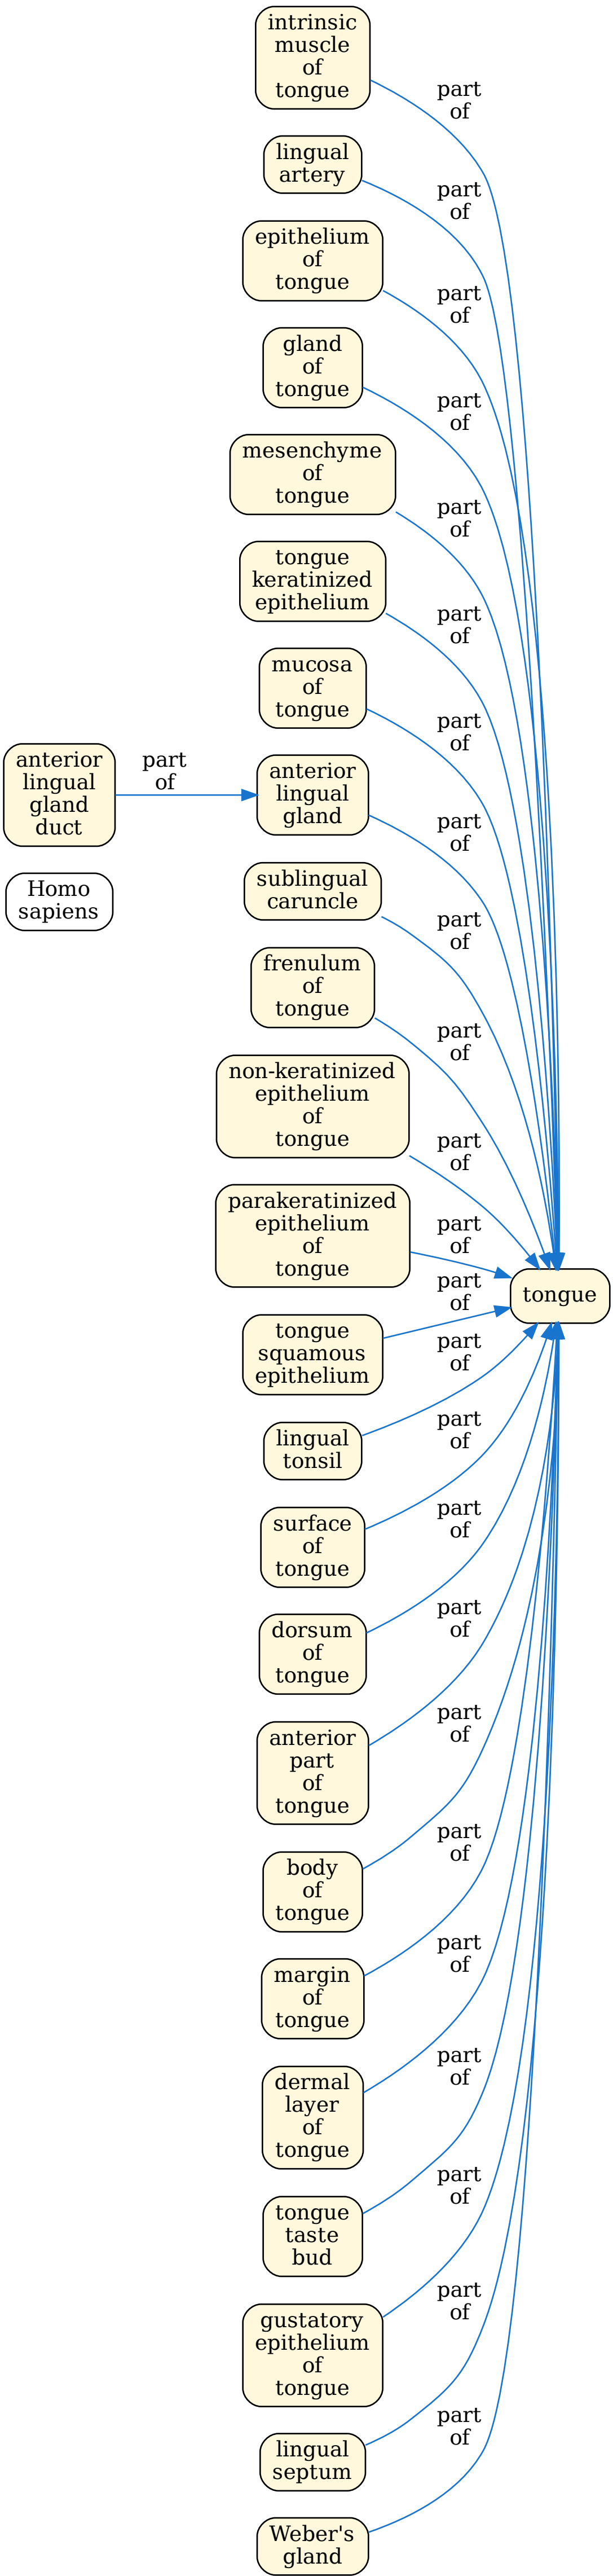 intrinsic
muscle
of
tongue
part
of
lingual
artery
part
of
epithelium
of
tongue
part
of
gland
of
tongue
part
of
mesenchyme
of
tongue
part
of
tongue
keratinized
epithelium
part
of
mucosa
of
tongue
part
of
anterior
lingual
gland
duct
part
of
anterior
lingual
gland
part
of
Homo
sapiens
sublingual
caruncle
part
of
frenulum
of
tongue
part
of
non-keratinized
epithelium
of
tongue
part
of
parakeratinized
epithelium
of
tongue
part
of
tongue
tongue
squamous
epithelium
part
of
lingual
tonsil
part
of
surface
of
tongue
part
of
dorsum
of
tongue
part
of
anterior
part
of
tongue
part
of
body
of
tongue
part
of
margin
of
tongue
part
of
dermal
layer
of
tongue
part
of
tongue
taste
bud
part
of
gustatory
epithelium
of
tongue
part
of
lingual
septum
part
of
Weber's
gland
part
of